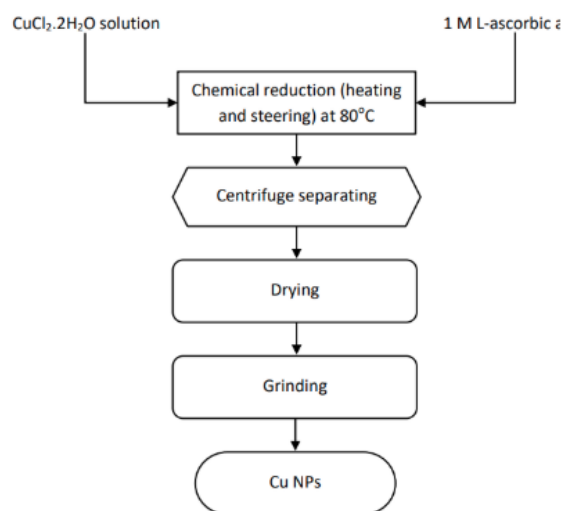 CuCl₂.2H₂O solution
1 M L-ascorbic a
Chemical reduction (heating
and steering) at 80°C
Centrifuge separating
Drying
Grinding
Cu NPs